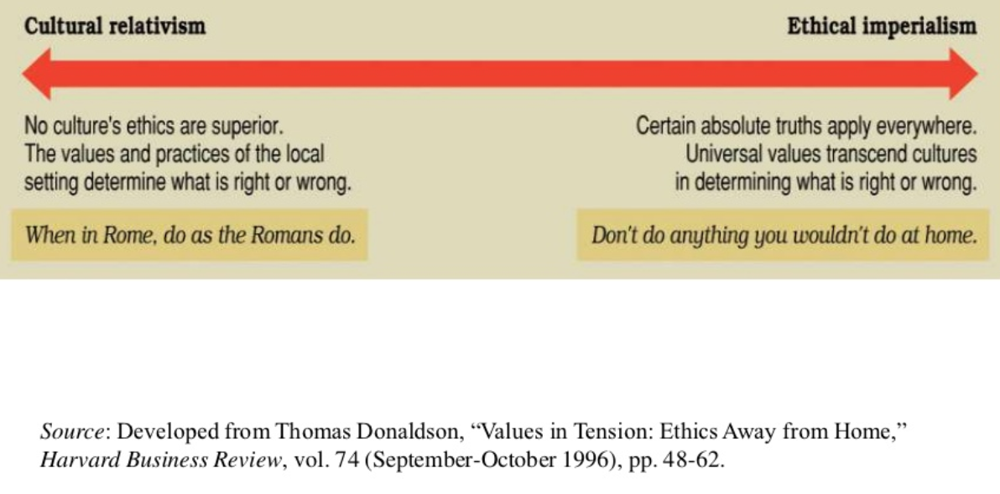 Cultural relativism
Ethical imperialism
No culture's ethics are superior.
The values and practices of the local
setting determine what is right or wrong.
Certain absolute truths apply everywhere.
Universal values transcend cultures
in determining what is right or wrong.
When in Rome, do as the Romans do.
Don't do anything you wouldn't do at home.
Source: Developed from Thomas Donaldson, “Values in Tension: Ethics Away from Home,”
Harvard Business Review, vol. 74 (September-October 1996), pp. 48-62.